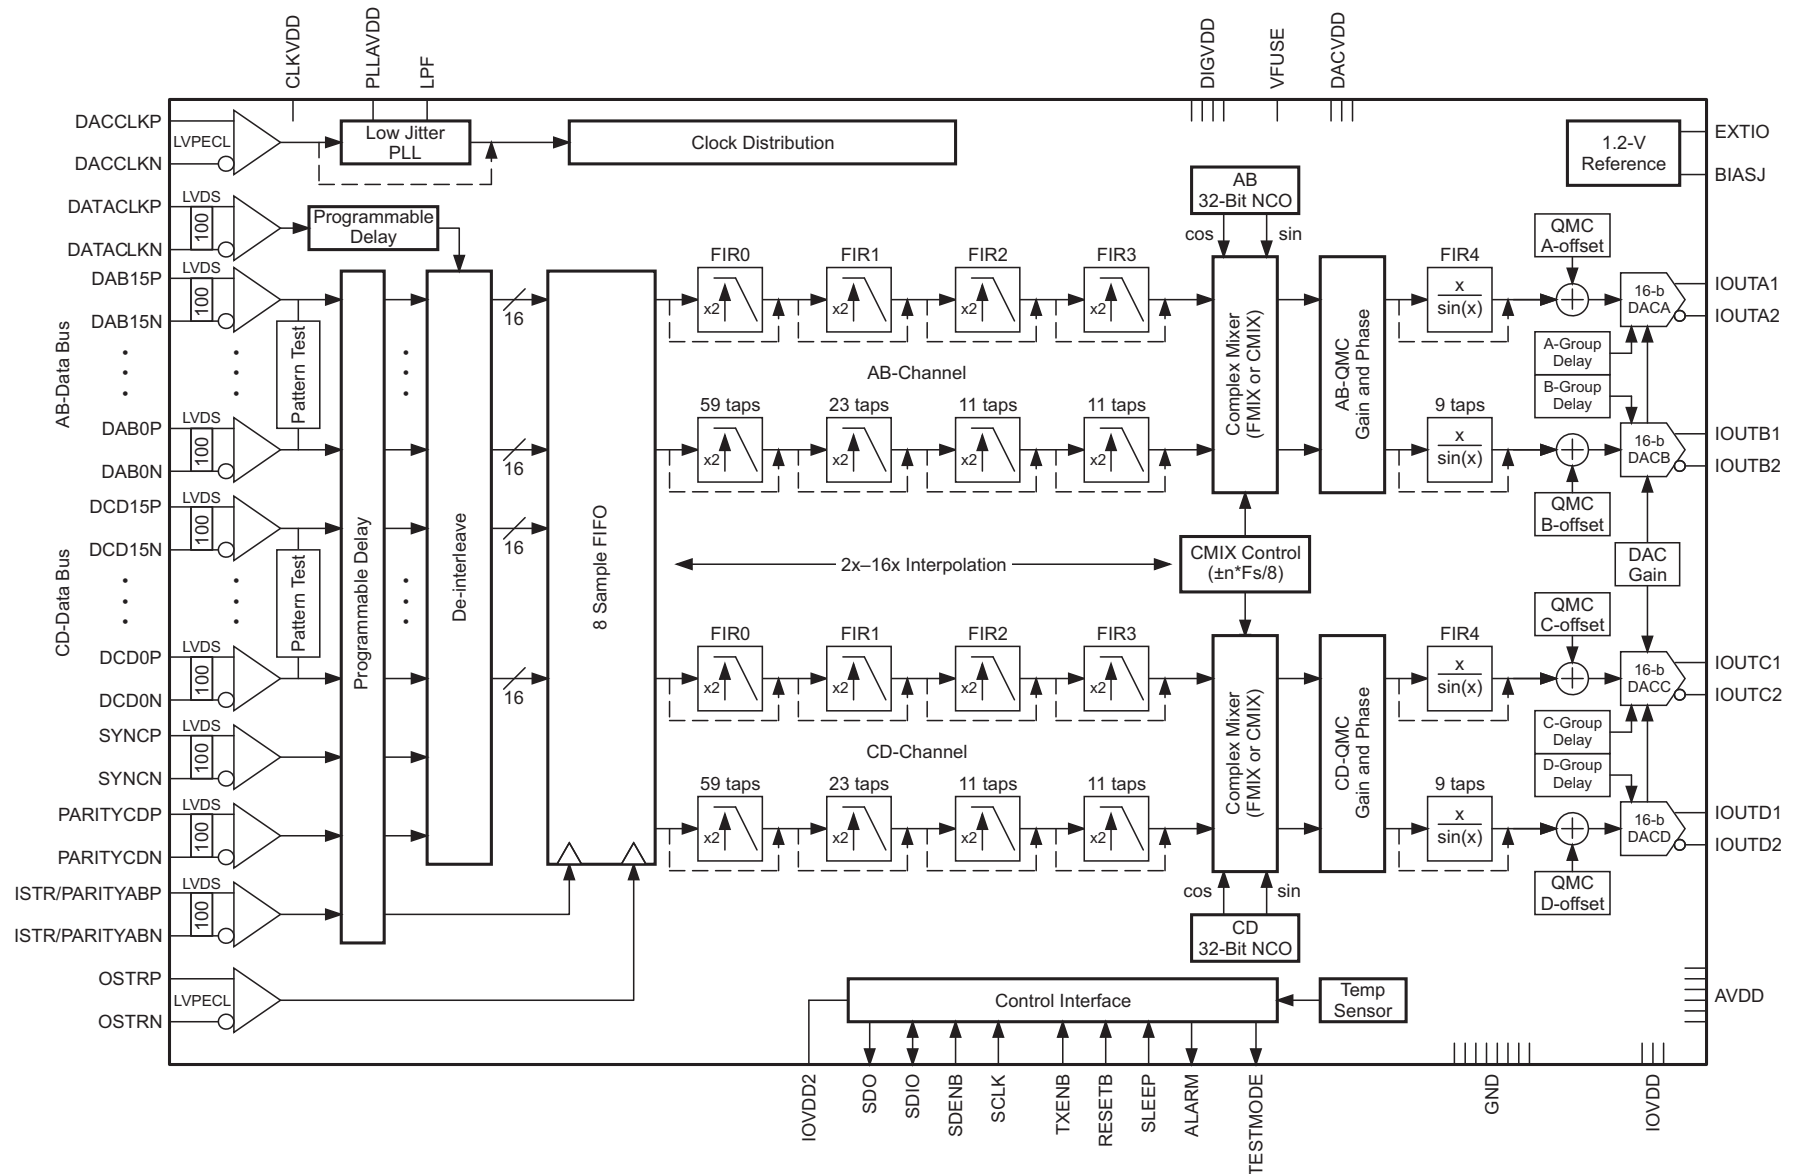 CLKVDD
PLLAVDD
LPF
DIGVDD
VFUSE
DACVDD
DACCLKP
LVPECL
DACCLKN
Low Jitter
PLL
Clock Distribution
1.2-V
Reference
EXTIO
BIASJ
AB
32-Bit NCO
cos
sin
DATACLKP
LVDS
100
DATACLKN
Programmable
Delay
QMC
A-offset
DAB15P
LVDS
100
DAB15N
Pattern Test
AB-Data Bus
DAB0P
LVDS
100
DAB0N
16
16
FIR0
FIR1
FIR2
FIR3
x2
x2
x2
x2
AB-Channel
59 taps
23 taps
11 taps
11 taps
x2
x2
x2
x2
Complex Mixer
(FMIX or CMIX)
AB-QMC
Gain and Phase
FIR4
x
sin(x)
9 taps
x
sin(x)
16-b
DACA
IOUTA1
IOUTA2
A-Group
Delay
B-Group
Delay
16-b
DACB
IOUTB1
IOUTB2
QMC
B-offset
DCD15P
LVDS
100
DCD15N
Pattern Test
CD-Data Bus
Programmable Delay
De-interleave
8 Sample FIFO
16
16
2x–16x Interpolation
CMIX Control
(±n*Fs/8)
DAC
Gain
QMC
C-offset
DCD0P
LVDS
100
DCD0N
FIR0
FIR1
FIR2
FIR3
x2
x2
x2
x2
CD-Channel
59 taps
23 taps
11 taps
11 taps
x2
x2
x2
x2
Complex Mixer
(FMIX or CMIX)
CD-QMC
Gain and Phase
FIR4
x
sin(x)
9 taps
x
sin(x)
16-b
DACC
IOUTC1
IOUTC2
C-Group
Delay
D-Group
Delay
16-b
DACD
IOUTD1
IOUTD2
QMC
D-offset
SYNCP
LVDS
100
SYNCN
PARITYCDP
LVDS
100
PARITYCDN
ISTR/PARITYABP
LVDS
100
ISTR/PARITYABN
cos
sin
CD
32-Bit NCO
OSTRP
LVPECL
OSTRN
Control Interface
Temp
Sensor
AVDD
IOVDD2
SDO
SDIO
SDENB
SCLK
TXENB
RESETB
SLEEP
ALARM
TESTMODE
GND
IOVDD